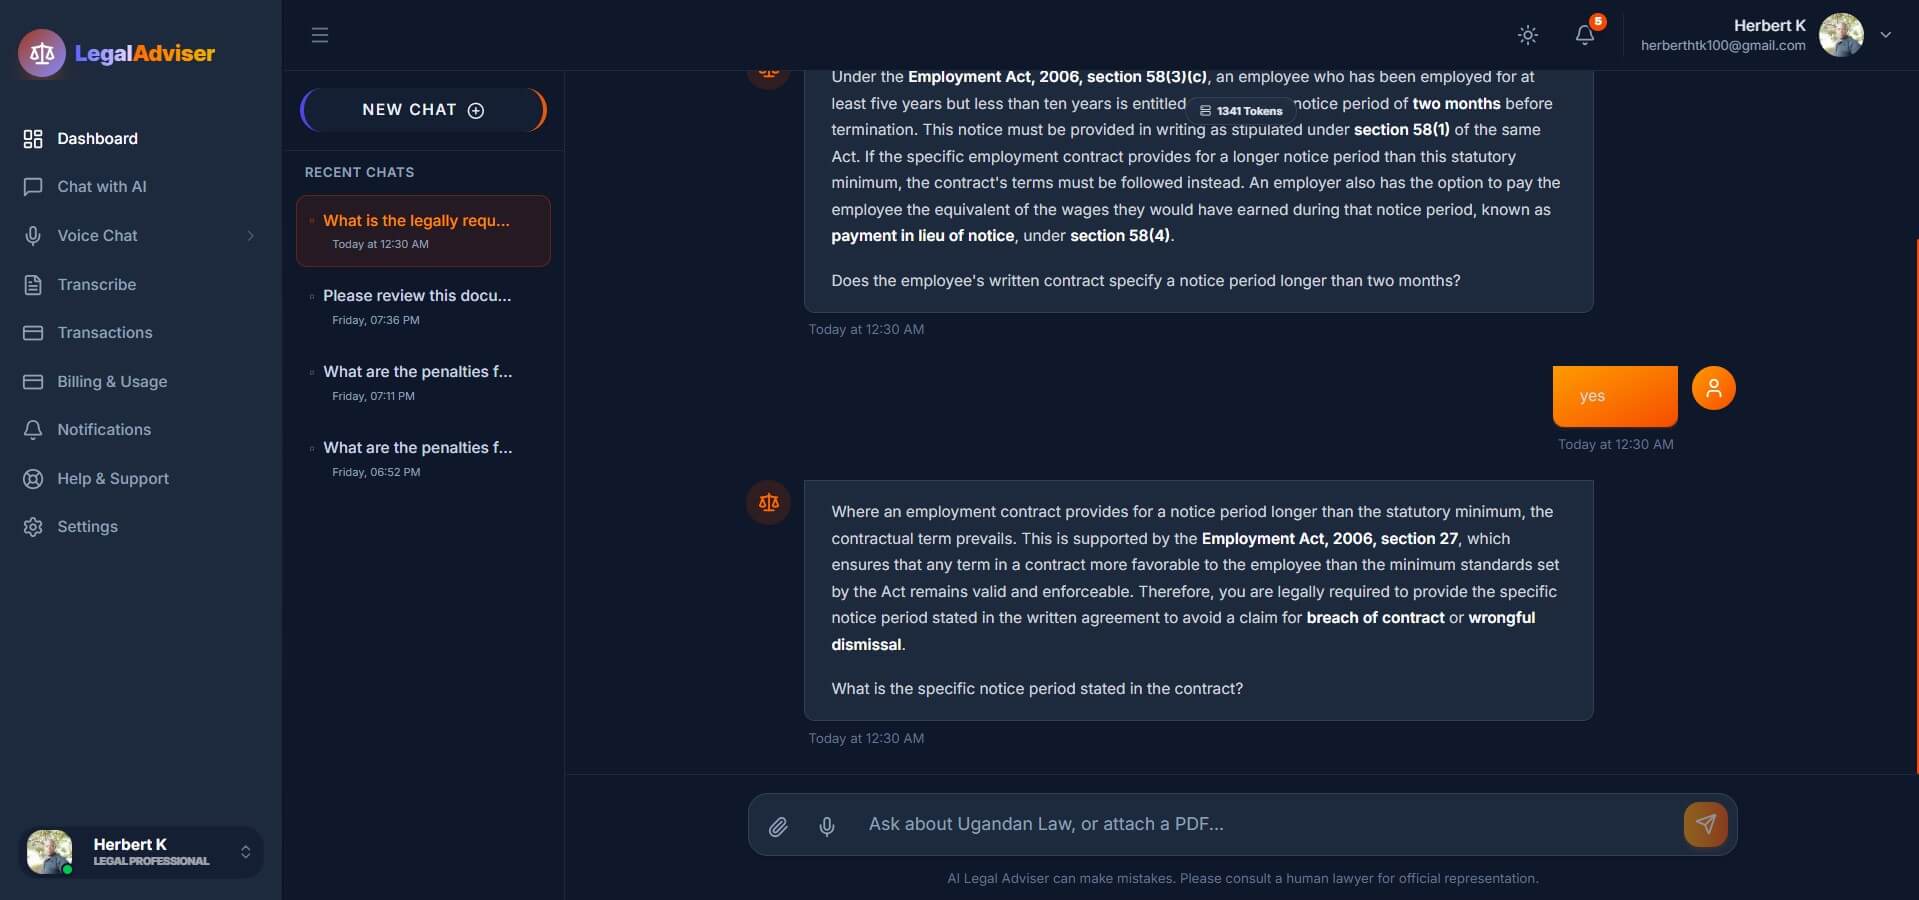 LegalAdviser
Dashboard
Chat with AI
Voice Chat
Transcribe
Transactions
Billing & Usage
Notifications
Help & Support
Settings
Herbert K
LEGAL PROFESSIONAL
NEW CHAT
RECENT CHATS
What is the legally requ...
Today at 12:30 AM
Please review this docu...
Friday, 07:36 PM
What are the penalties f...
Friday, 07:11 PM
What are the penalties f...
Friday, 06:52 PM
5
Herbert K
herberthtk100@gmail.com
1341 Tokens
Under the Employment Act, 2006, section 58(3)(c), an employee who has been employed for at
least five years but less than ten years is entitled notice period of two months before
termination. This notice must be provided in writing as stipulated under section 58(1) of the same
Act. If the specific employment contract provides for a longer notice period than this statutory
minimum, the contract's terms must be followed instead. An employer also has the option to pay the
employee the equivalent of the wages they would have earned during that notice period, known as
payment in lieu of notice, under section 58(4).
Does the employee's written contract specify a notice period longer than two months?
Today at 12:30 AM
yes
Today at 12:30 AM
Where an employment contract provides for a notice period longer than the statutory minimum, the
contractual term prevails. This is supported by the Employment Act, 2006, section 27, which
ensures that any term in a contract more favorable to the employee than the minimum standards set
by the Act remains valid and enforceable. Therefore, you are legally required to provide the specific
notice period stated in the written agreement to avoid a claim for breach of contract or wrongful
dismissal.
What is the specific notice period stated in the contract?
Today at 12:30 AM
Ask about Ugandan Law, or attach a PDF...
AI Legal Adviser can make mistakes. Please consult a human lawyer for official representation.